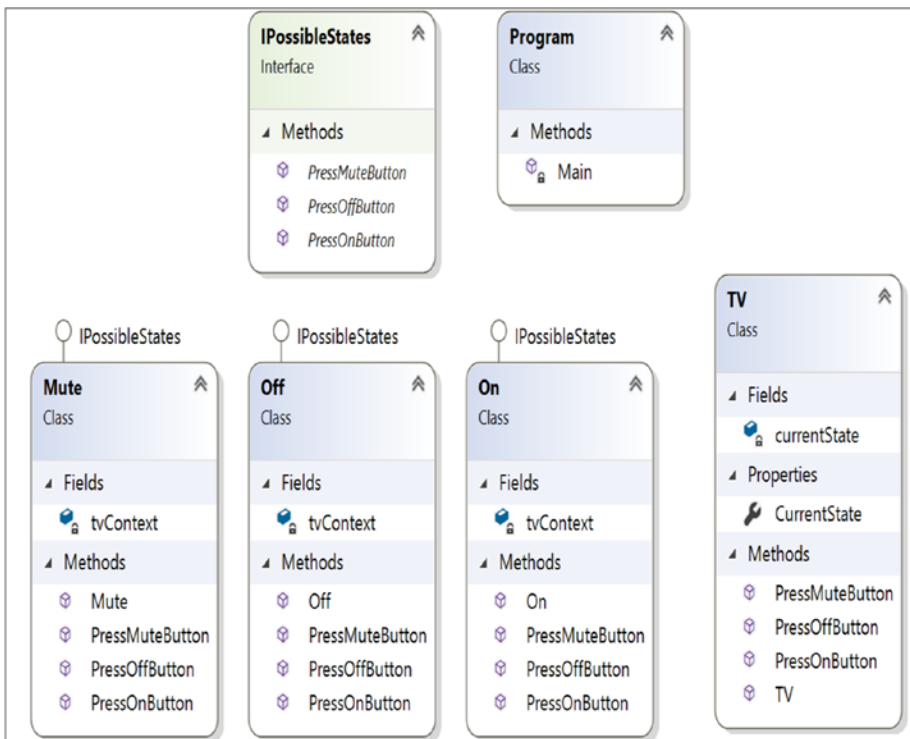 IPossibleStates
Interface
Methods
PressMuteButton
PressOffButton
PressOnButton
Program
Class
Methods
Main
IPossibleStates
Mute
Class
Fields
tvContext
Methods
Mute
PressMuteButton
PressOffButton
PressOnButton
IPossibleStates
Off
Class
Fields
tvContext
Methods
Off
PressMuteButton
PressOffButton
PressOnButton
IPossibleStates
On
Class
Fields
tvContext
Methods
On
PressMuteButton
PressOffButton
PressOnButton
TV
Class
Fields
currentState
Properties
CurrentState
Methods
PressMuteButton
PressOffButton
PressOnButton
TV